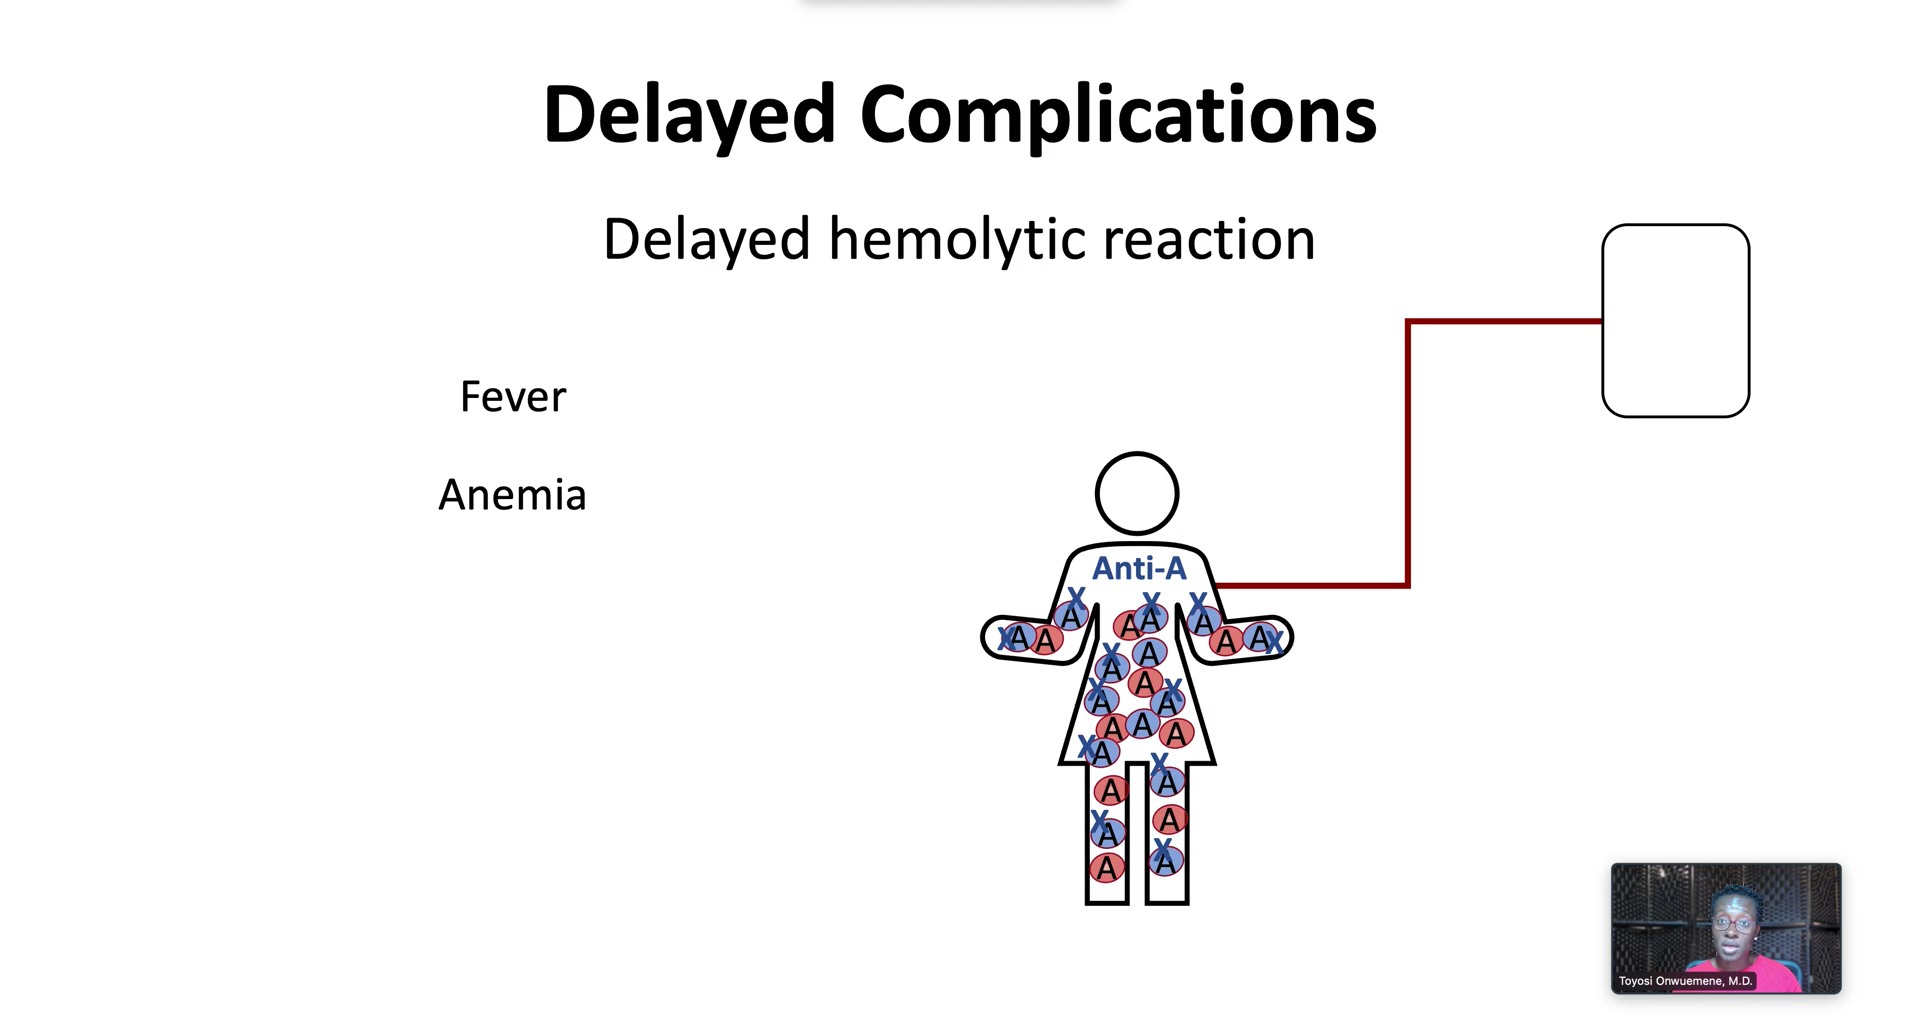 Delayed Complications
Delayed hemolytic reaction
Fever
Anemia
Anti-A
X X X
A A A A A
X A A A A X
X A
X A A X
A A A A
X A X
A A
X A A
A X A
Toyosi Onwuemene, M.D.